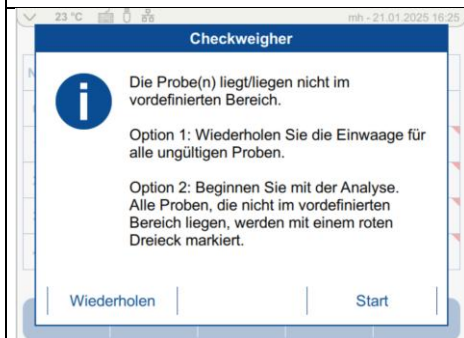 23 °C
mh - 21.01.2025 16:25
Checkweigher
Die Probe(n) liegt/liegen nicht im
vordefinierten Bereich.
Option 1: Wiederholen Sie die Einwaage für
alle ungültigen Proben.
Option 2: Beginnen Sie mit der Analyse.
Alle Proben, die nicht im vordefinierten
Bereich liegen, werden mit einem roten
Dreieck markiert.
Wiederholen
Start